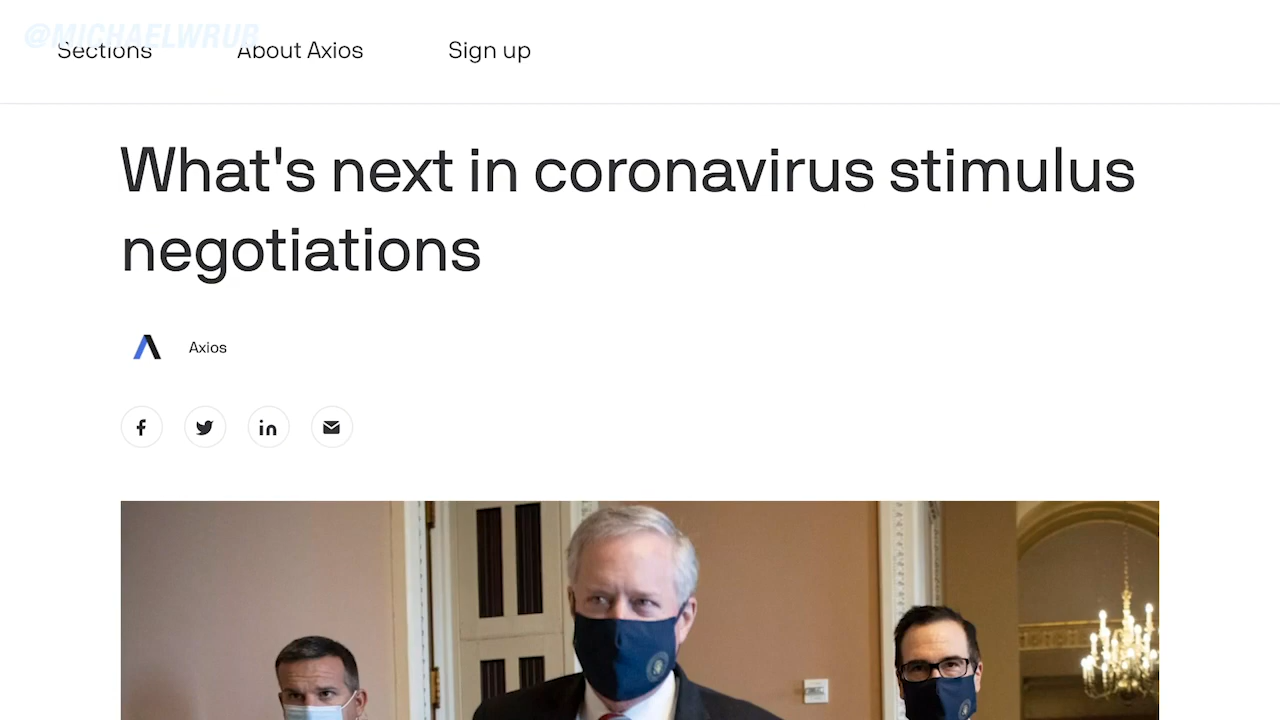 @MICHAELWRUB
Sections About Axios Sign up
What's next in coronavirus stimulus
negotiations
Axios